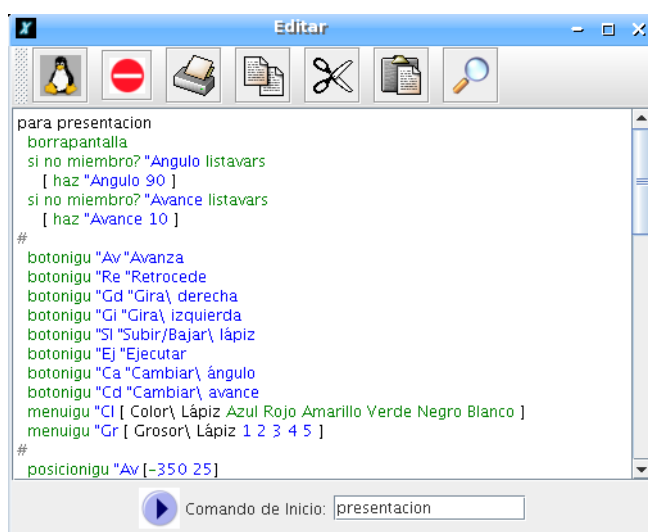 Editar
para presentacion
borrapantalla
si no miembro? "Angulo listavars
[ haz "Angulo 90 ]
si no miembro? "Avance listavars
[ haz "Avance 10 ]
#
botonigu "Av "Avanza
botonigu "Re "Retrocede
botonigu "Gd "Gira\ derecha
botonigu "Gi "Gira\ izquierda
botonigu "Sl "Subir/Bajar\ lápiz
botonigu "Ej "Ejecutar
botonigu "Ca "Cambiar\ ángulo
botonigu "Cd "Cambiar\ avance
menuigu "Cl [ Color\ Lápiz Azul Rojo Amarillo Verde Negro Blanco ]
menuigu "Gr [ Grosor\ Lápiz 1 2 3 4 5 ]
#
posicionigu "Av [-350 25]
Comando de Inicio: presentacion